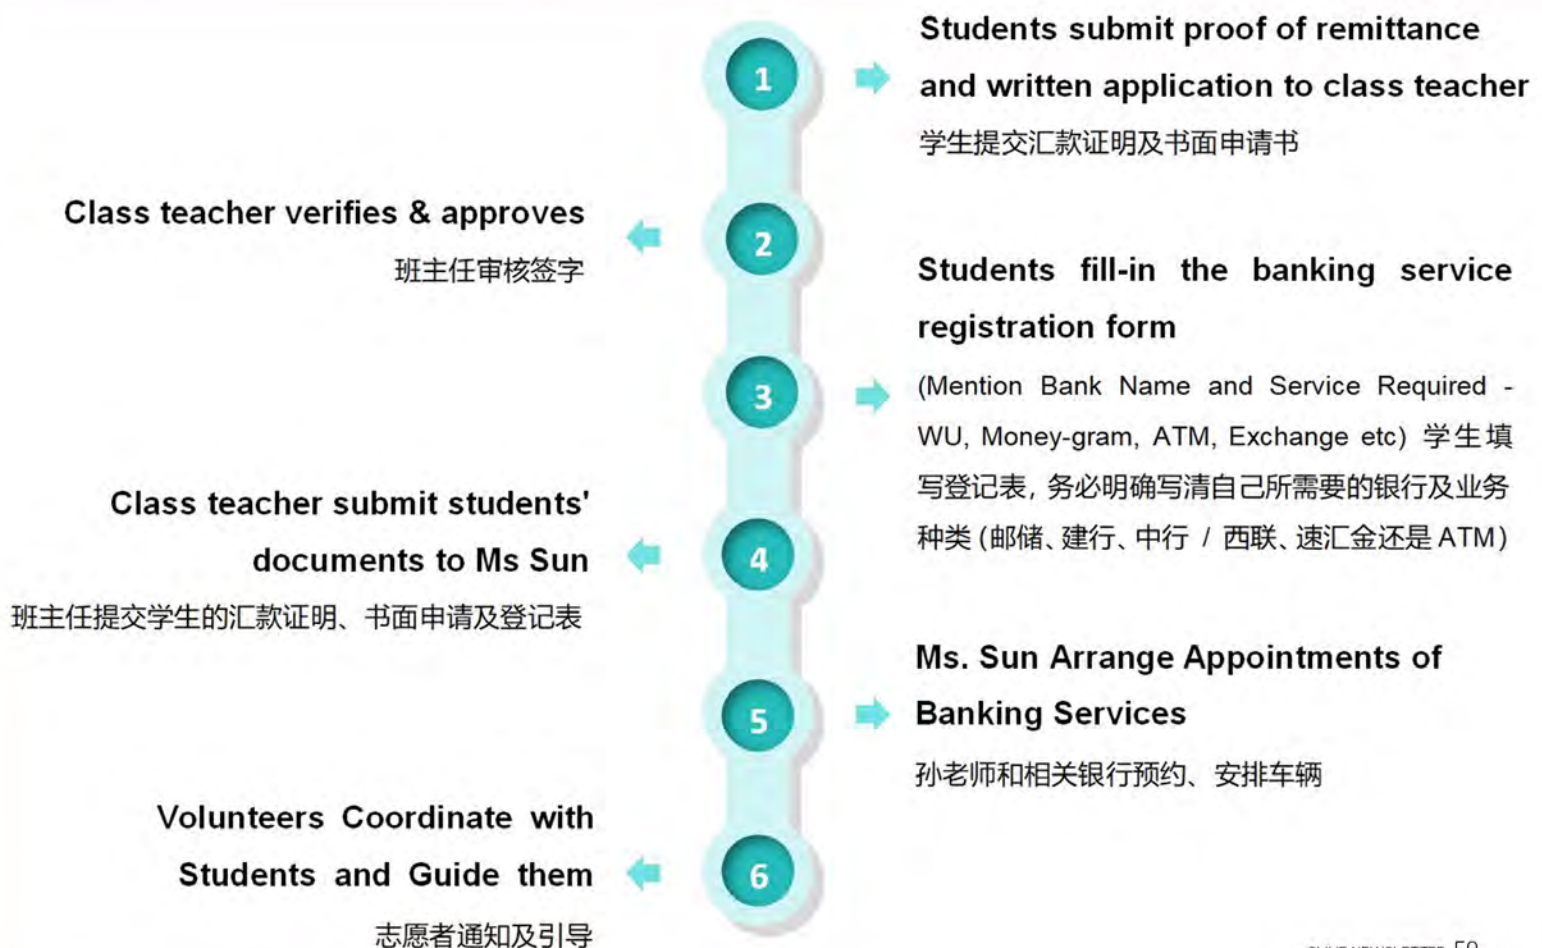 1
Students submit proof of remittance
and written application to class teacher
学生提交汇款证明及书面申请书
Class teacher verifies & approves
班主任审核签字
2
3
Students fill-in the banking service
registration form
(Mention Bank Name and Service Required -
WU, Money-gram, ATM, Exchange etc) 学生填
写登记表, 务必明确写清自己所需要的银行及业务
种类 (邮储、建行、中行 / 西联、速汇金还是 ATM)
Class teacher submit students'
documents to Ms Sun
班主任提交学生的汇款证明、书面申请及登记表
4
5
Ms. Sun Arrange Appointments of
Banking Services
孙老师和相关银行预约、安排车辆
Volunteers Coordinate with
Students and Guide them
志愿者通知及引导
6
NEWSLETTER 50